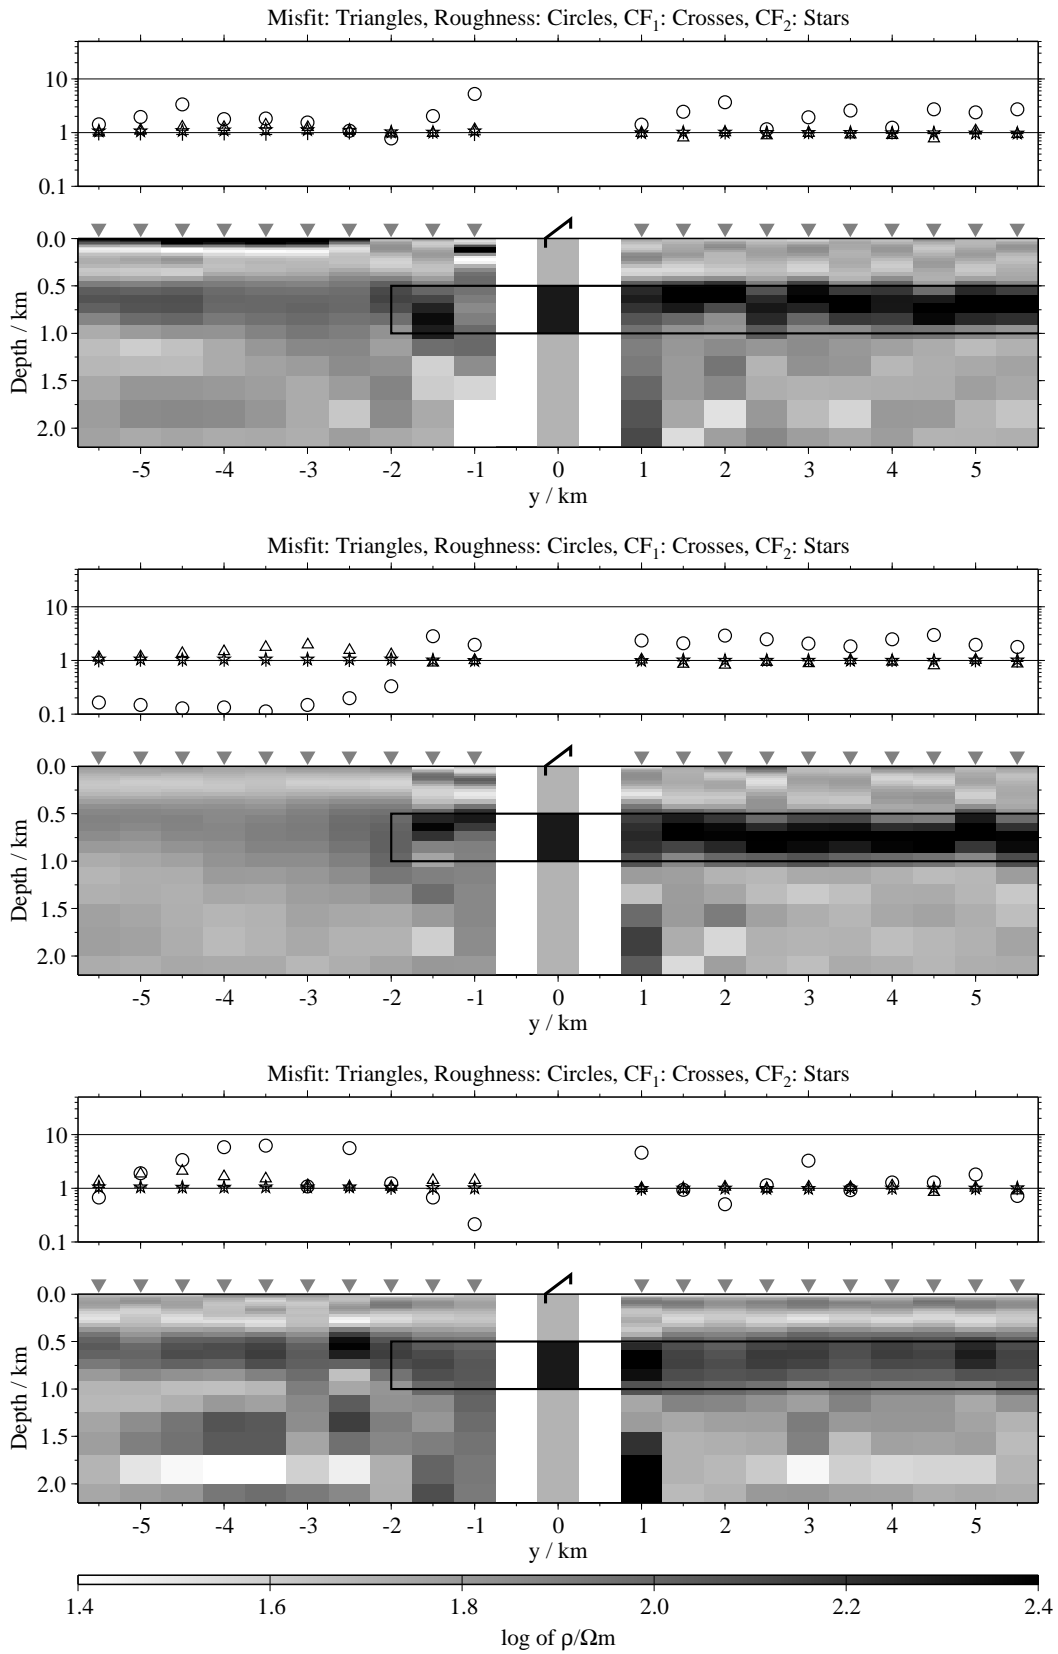 Misfit: Triangles, Roughness: Circles, CF₁: Crosses, CF₂: Stars
10
1
0.1
0.0
0.5
1.0
1.5
2.0
Depth / km
-5 -4 -3 -2 -1 0 1 2 3 4 5
y / km
Misfit: Triangles, Roughness: Circles, CF₁: Crosses, CF₂: Stars
10
1
0.1
0.0
0.5
1.0
1.5
2.0
Depth / km
-5 -4 -3 -2 -1 0 1 2 3 4 5
y / km
Misfit: Triangles, Roughness: Circles, CF₁: Crosses, CF₂: Stars
10
1
0.1
0.0
0.5
1.0
1.5
2.0
Depth / km
-5 -4 -3 -2 -1 0 1 2 3 4 5
y / km
1.4 1.6 1.8 2.0 2.2 2.4
log of ρ/Ωm